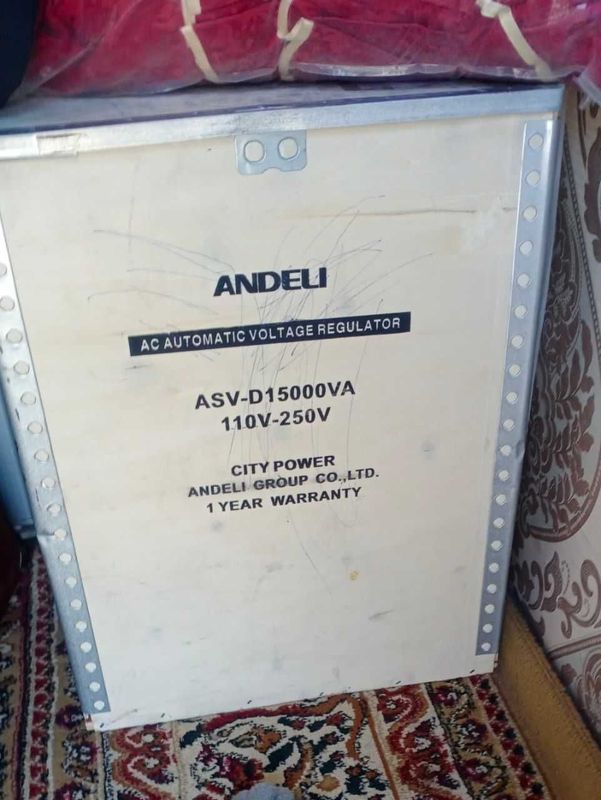 ANDELI
AC AUTOMATIC VOLTAGE REGULATOR
ASV-D15000VA
110V-250V
CITY POWER
ANDELI GROUP CO.,LTD.
1 YEAR WARRANTY